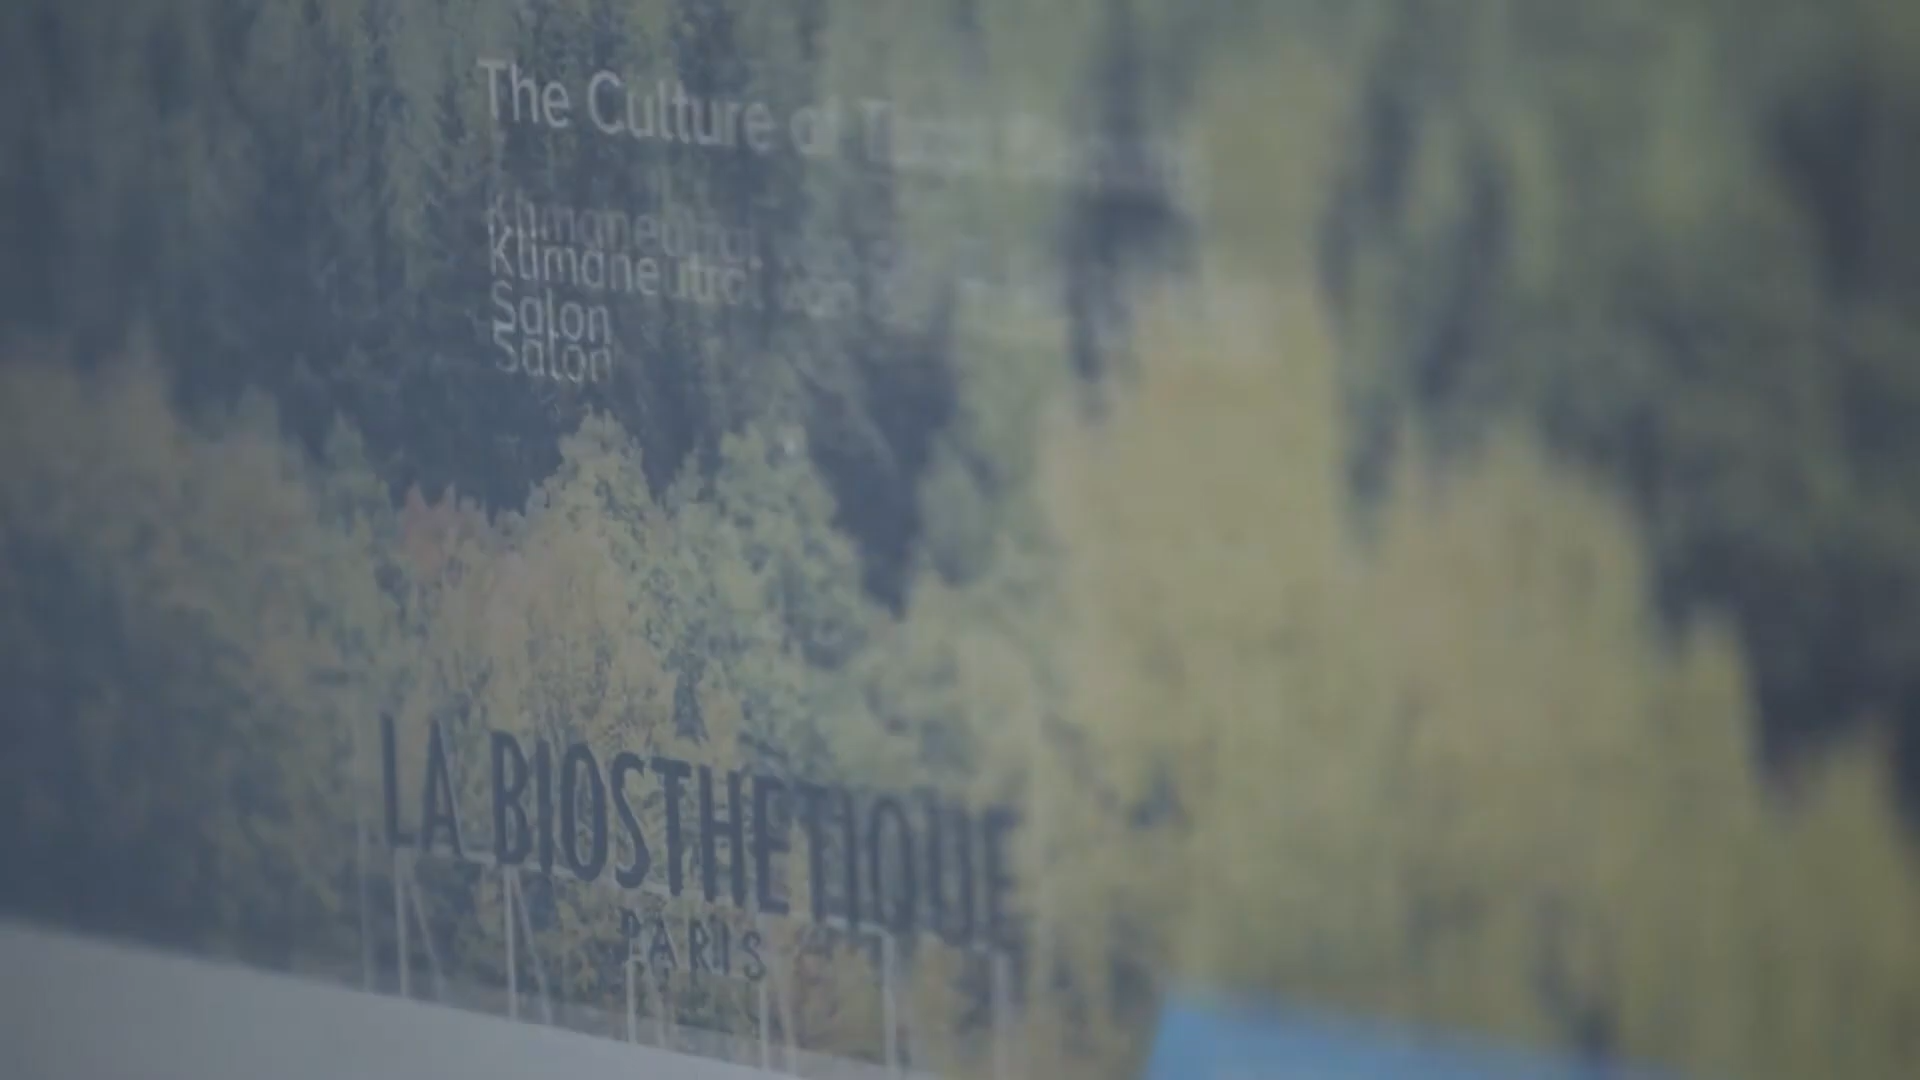 The Culture of
Klimaneutral
Klimaneutral
Salon
Salon
LA BIOSTHETIQUE
PARIS